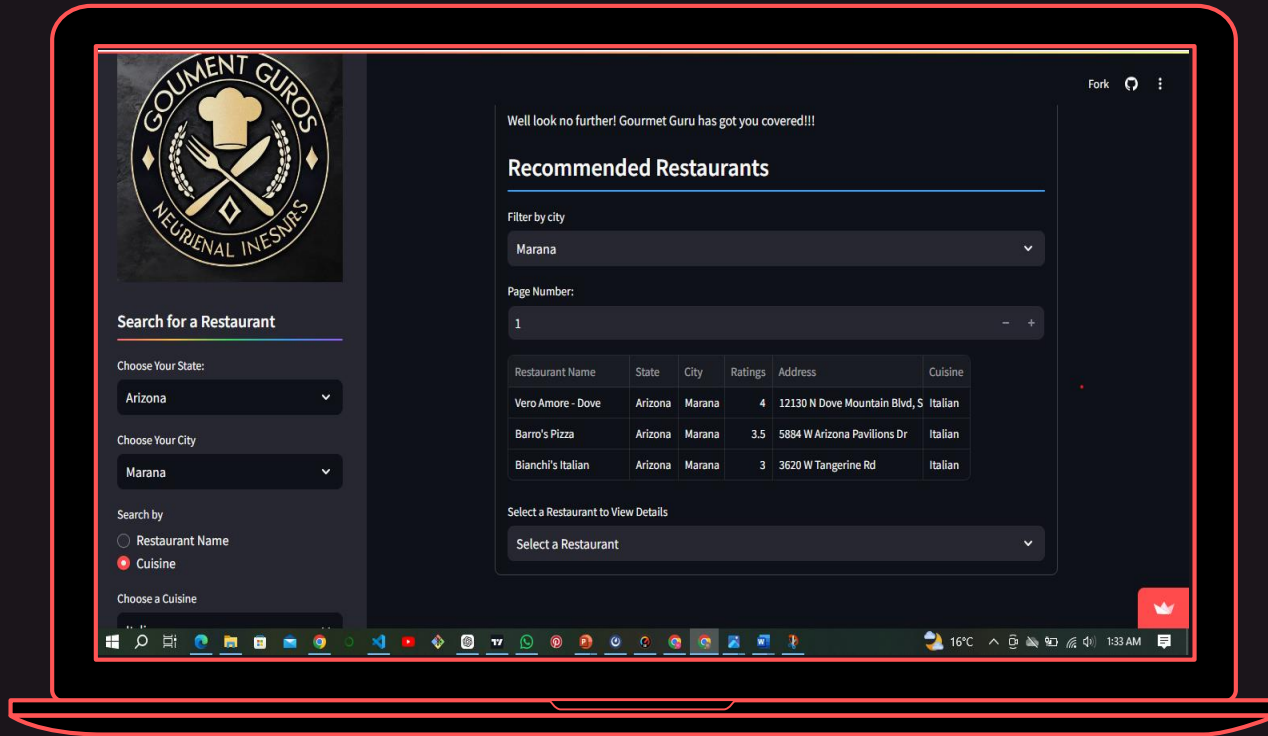 GOUMENT GUROS
NEÚRIENAL INESNRS
Search for a Restaurant
Choose Your State:
Arizona
Choose Your City
Marana
Search by
Restaurant Name
Cuisine
Choose a Cuisine
Fork
Well look no further! Gourmet Guru has got you covered!!!
Recommended Restaurants
Filter by city
Marana
Page Number:
1 - +
Restaurant Name State City Ratings Address Cuisine
Vero Amore - Dove Arizona Marana 4 12130 N Dove Mountain Blvd, S Italian
Barro's Pizza Arizona Marana 3.5 5884 W Arizona Pavilions Dr Italian
Bianchi's Italian Arizona Marana 3 3620 W Tangerine Rd Italian
Select a Restaurant to View Details
Select a Restaurant
16°C 1:33 AM